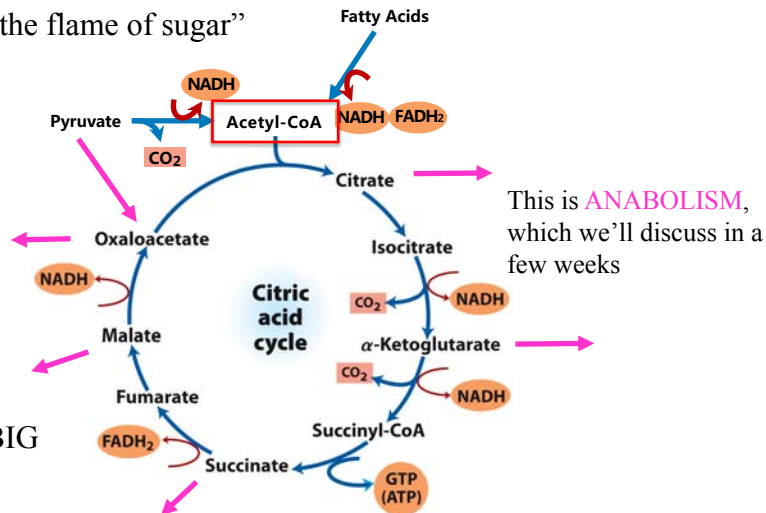 the flame of sugar”
Fatty Acids
NADH
Pyruvate
Acetyl-CoA
NADH
FADH2
CO2
Citrate
This is ANABOLISM,
which we’ll discuss in a
few weeks
Oxaloacetate
Isocitrate
NADH
CO2
NADH
Citric
acid
cycle
Malate
α-Ketoglutarate
CO2
NADH
Fumarate
Succinyl-CoA
BIG
FADH2
Succinate
GTP
(ATP)